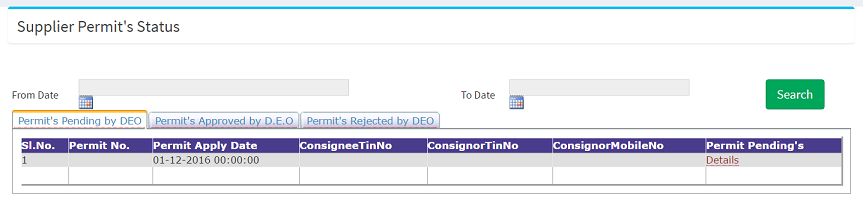 Supplier Permit's Status
From Date To Date Search
Permit's Pending by DEO Permit's Approved by D.E.O Permit's Rejected by DEO
Sl.No. Permit No. Permit Apply Date ConsigneeTinNo ConsignorTinNo ConsignorMobileNo Permit Pending's
1 01-12-2016 00:00:00 Details